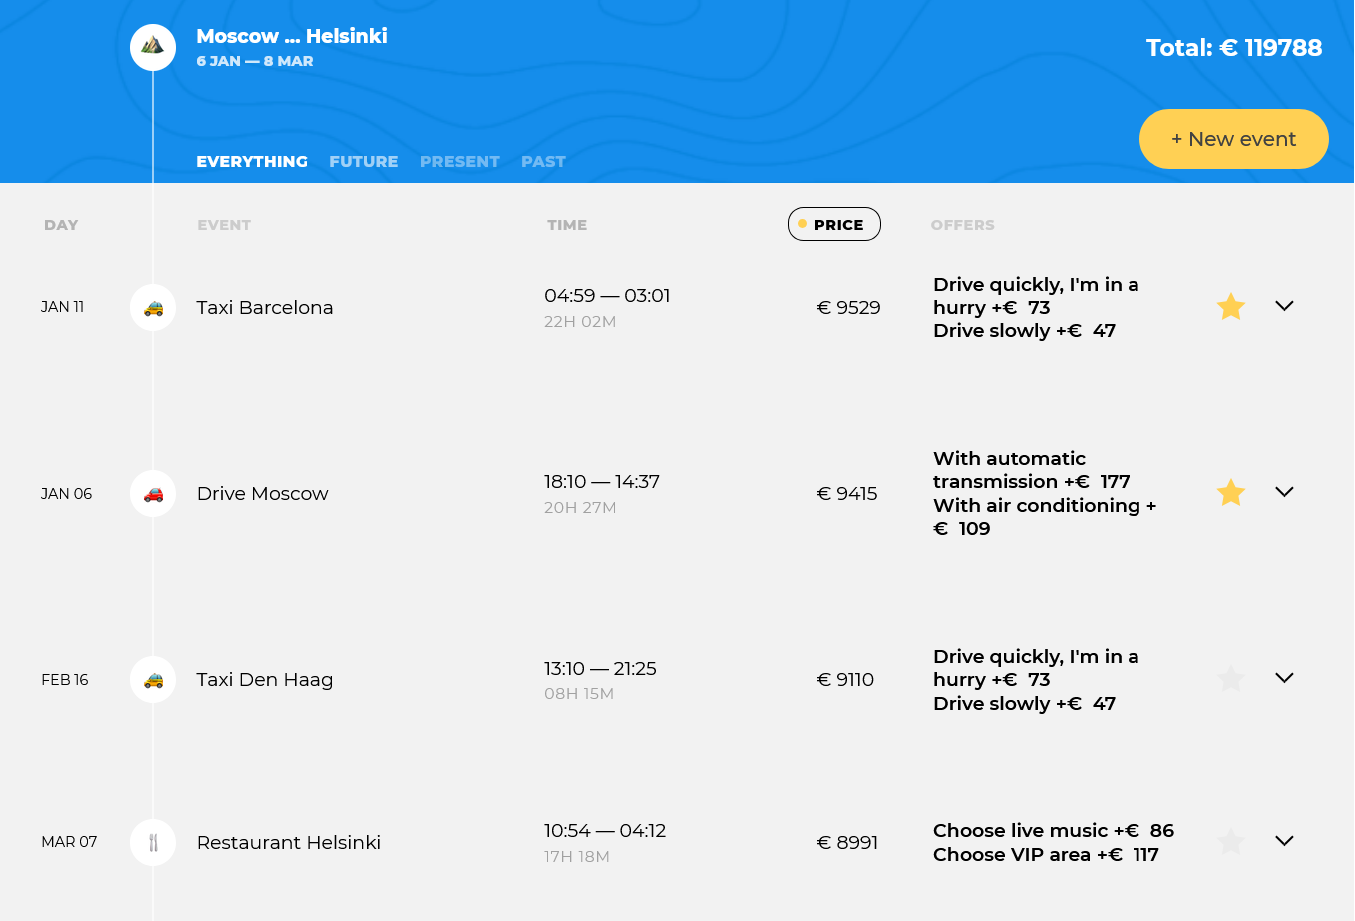 Moscow ... Helsinki
6 JAN — 8 MAR
Total: € 119788
+ New event
EVERYTHING FUTURE PRESENT PAST
DAY EVENT TIME PRICE OFFERS
JAN 11
Taxi Barcelona
04:59 — 03:01
22H 02M
€ 9529
Drive quickly, I'm in a
hurry +€ 73
Drive slowly +€ 47
JAN 06
Drive Moscow
18:10 — 14:37
20H 27M
€ 9415
With automatic
transmission +€ 177
With air conditioning +
€ 109
FEB 16
Taxi Den Haag
13:10 — 21:25
08H 15M
€ 9110
Drive quickly, I'm in a
hurry +€ 73
Drive slowly +€ 47
MAR 07
Restaurant Helsinki
10:54 — 04:12
17H 18M
€ 8991
Choose live music +€ 86
Choose VIP area +€ 117